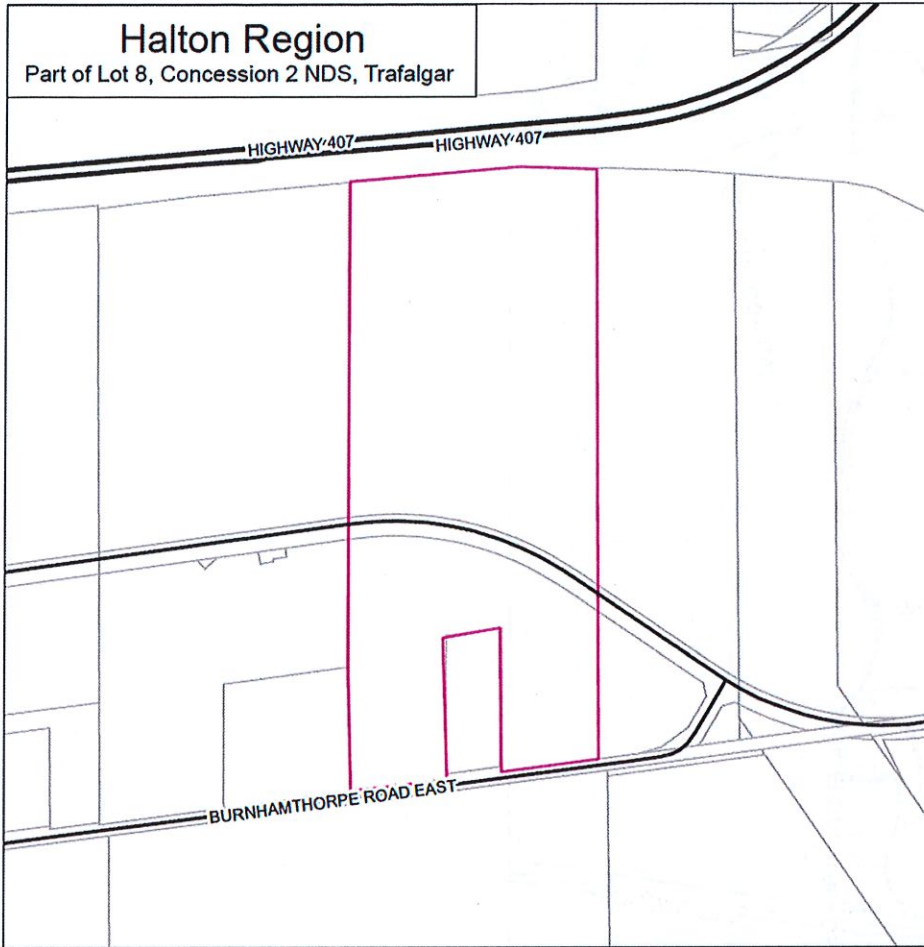 Halton Region
Part of Lot 8, Concession 2 NDS, Trafalgar
HIGHWAY 407
HIGHWAY 407
BURNHAMTHORPE ROAD EAST